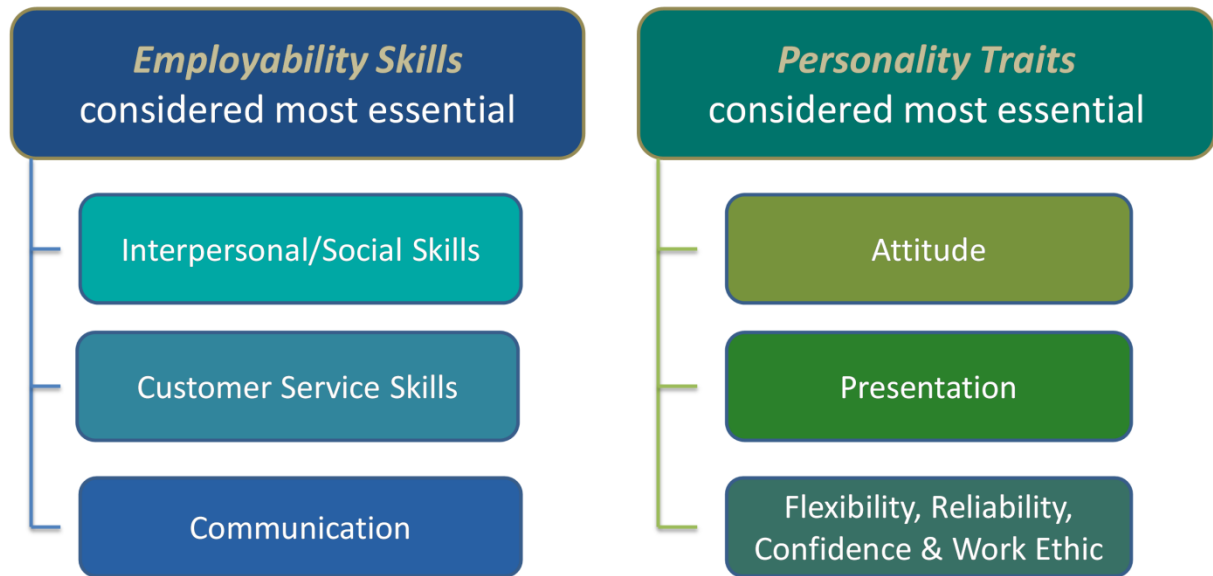 Employability Skills
considered most essential
Interpersonal/Social Skills
Customer Service Skills
Communication
Personality Traits
considered most essential
Attitude
Presentation
Flexibility, Reliability,
Confidence & Work Ethic